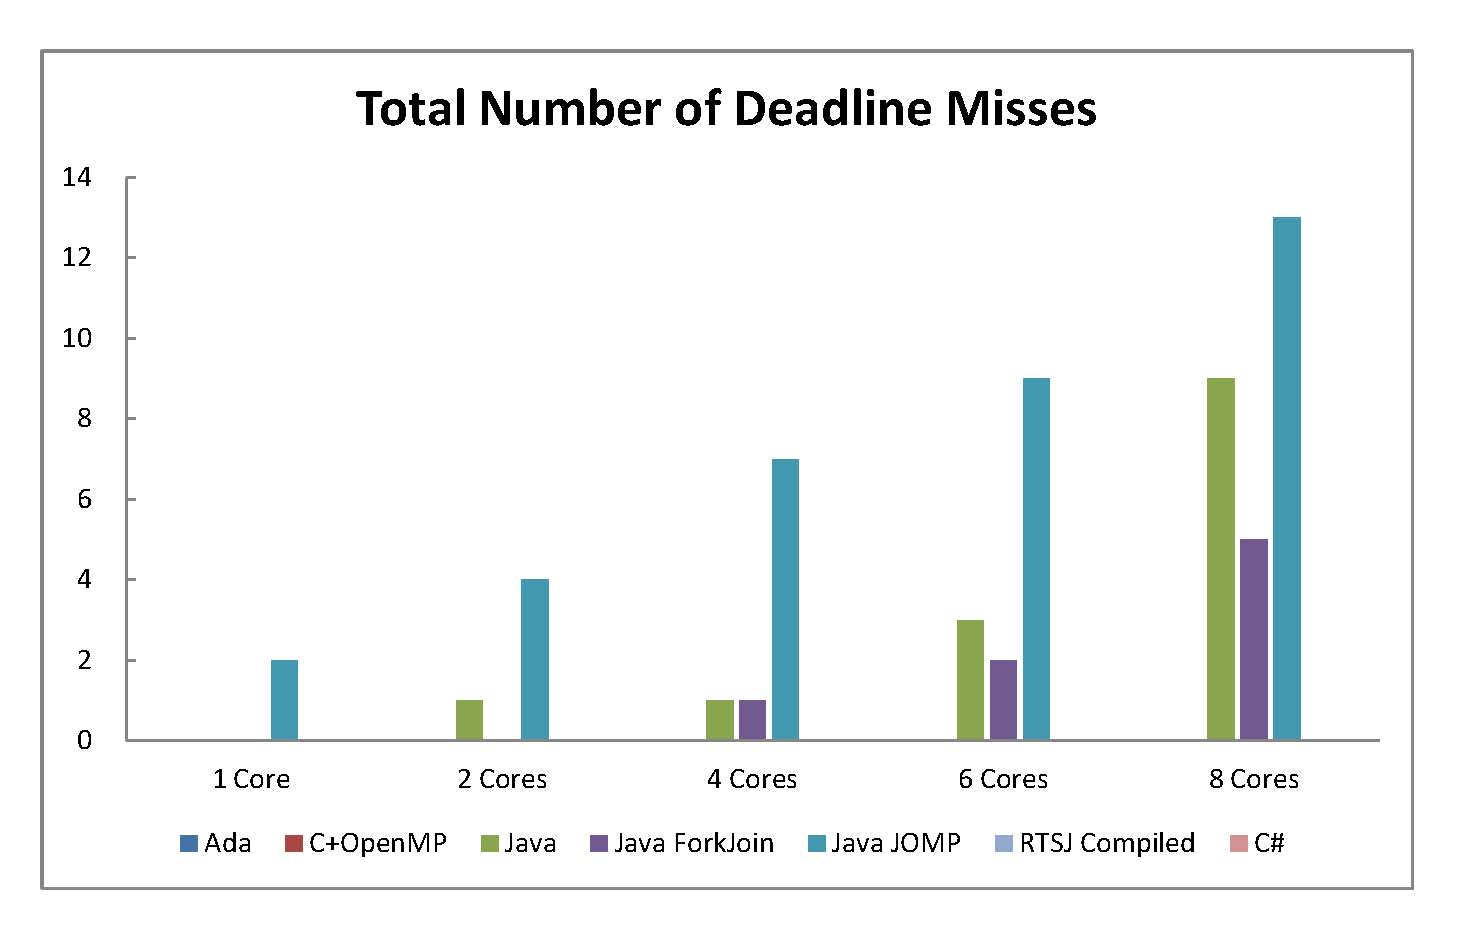 Total Number of Deadline Misses
14
12
10
8
6
4
2
0
1 Core 2 Cores 4 Cores 6 Cores 8 Cores
Ada C+OpenMP Java Java ForkJoin Java JOMP RTSJ Compiled C#